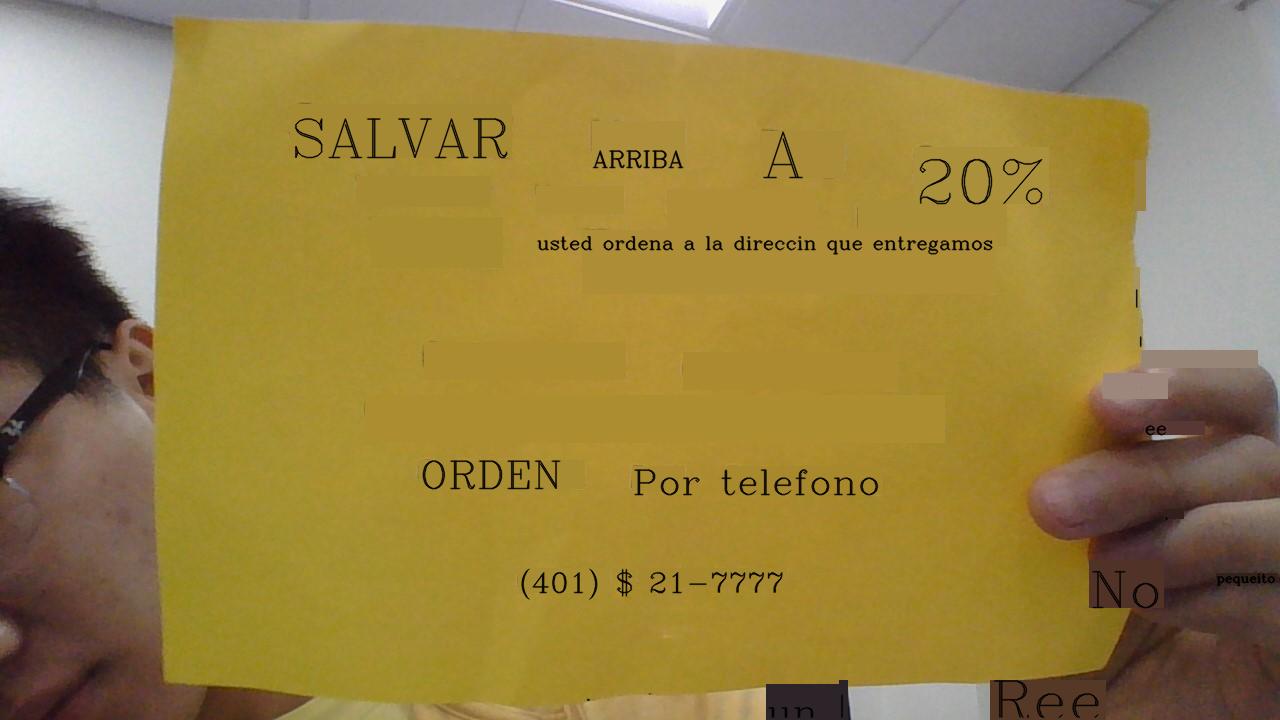 SALVAR ARRIBA A 20%
usted ordena a la direccin que entregamos
ee
ORDEN Por telefono
(401) $ 21-7777
No pequeito
Ree